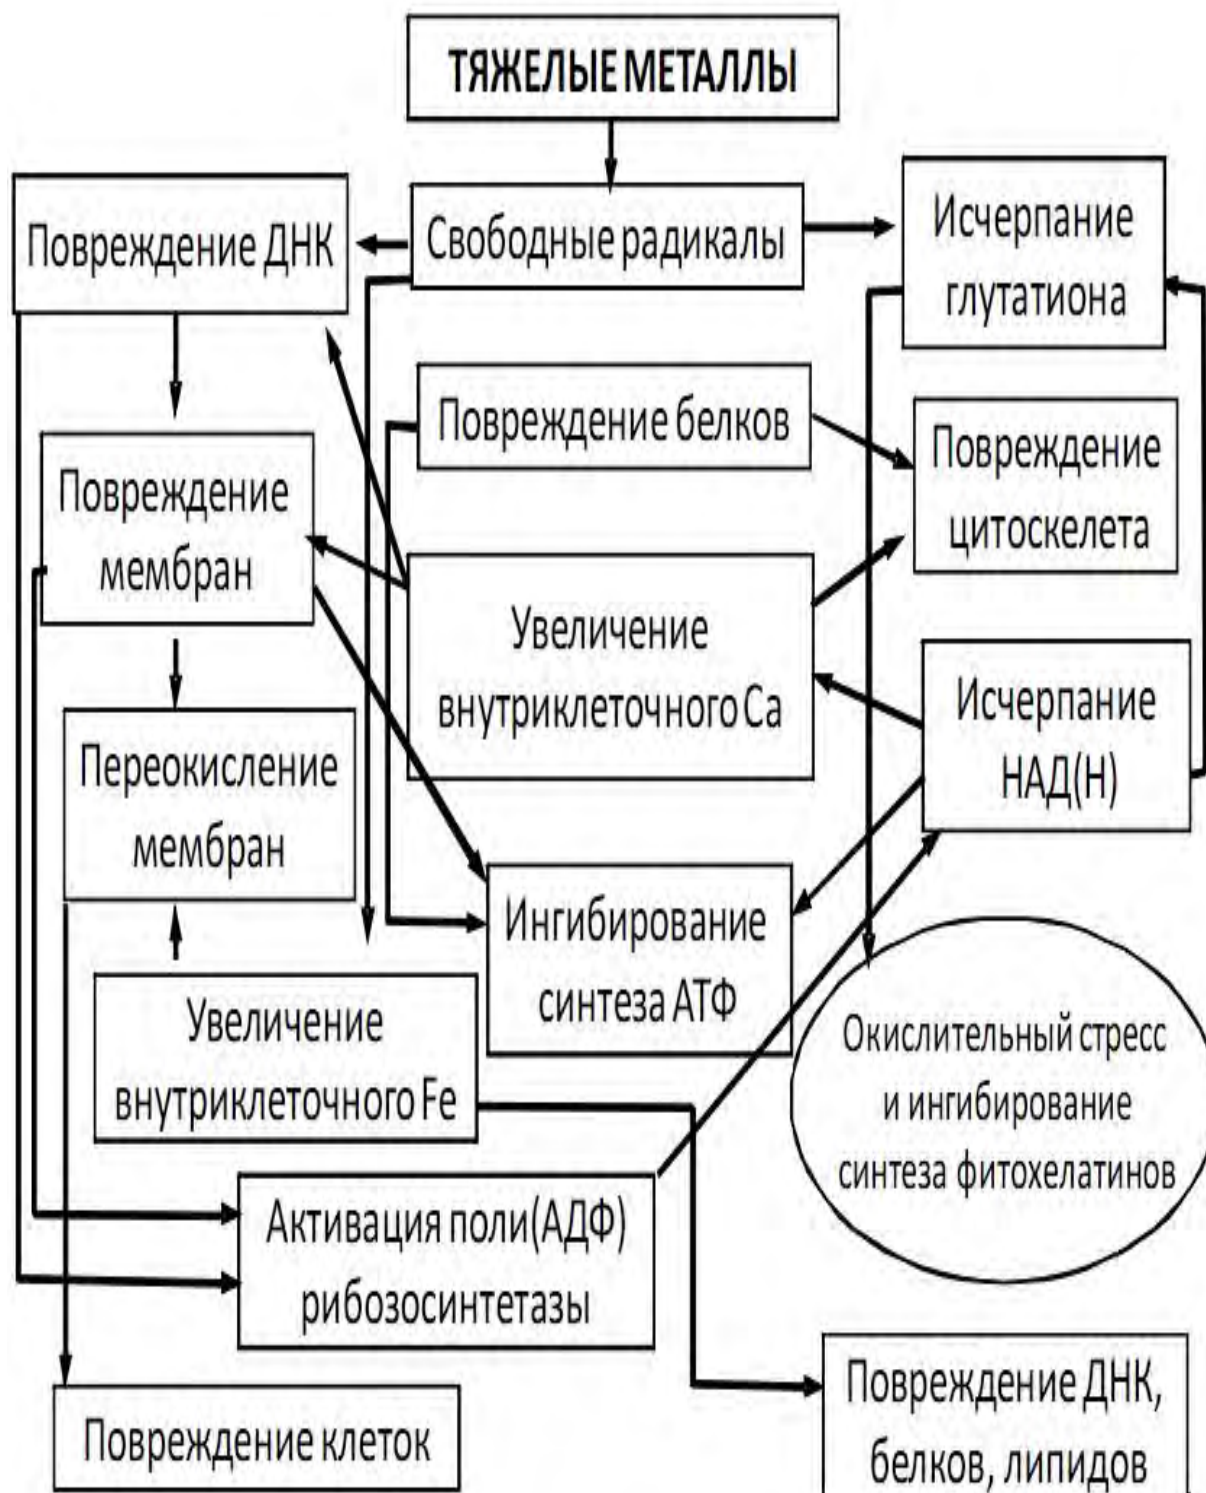 ТЯЖЕЛЫЕ МЕТАЛЛЫ
Повреждение ДНК
Свободные радикалы
Исчерпание
глутатиона
Повреждение белков
Повреждение
цитоскелета
Повреждение
мембран
Увеличение
внутриклеточного Са
Исчерпание
НАД(Н)
Переокисление
мембран
Ингибирование
синтеза АТФ
Увеличение
внутриклеточного Fe
Окислительный стресс
и ингибирование
синтеза фитохелатинов
Активация поли(АДФ)
рибозосинтетазы
Повреждение клеток
Повреждение ДНК,
белков, липидов